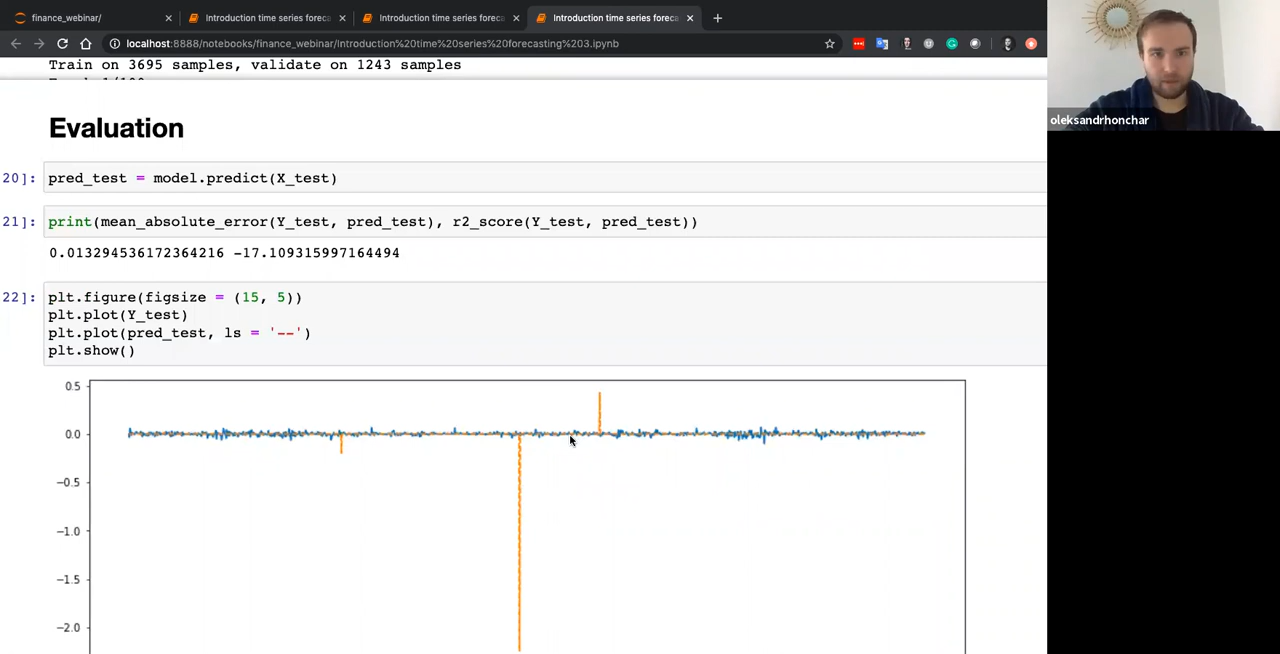 finance_webinar/
Introduction time series foreca
Introduction time series foreca
Introduction time series foreca
localhost:8888/notebooks/finance_webinar/Introduction%20time%20series%20forecasting%203.ipynb
Train on 3695 samples, validate on 1243 samples
oleksandrhonchar
Evaluation
20]: pred_test = model.predict(X_test)
21]: print(mean_absolute_error(Y_test, pred_test), r2_score(Y_test, pred_test))
0.013294536172364216 -17.109315997164494
22]: plt.figure(figsize = (15, 5))
plt.plot(Y_test)
plt.plot(pred_test, ls = '--')
plt.show()
0.5
0.0
−0.5
−1.0
−1.5
−2.0